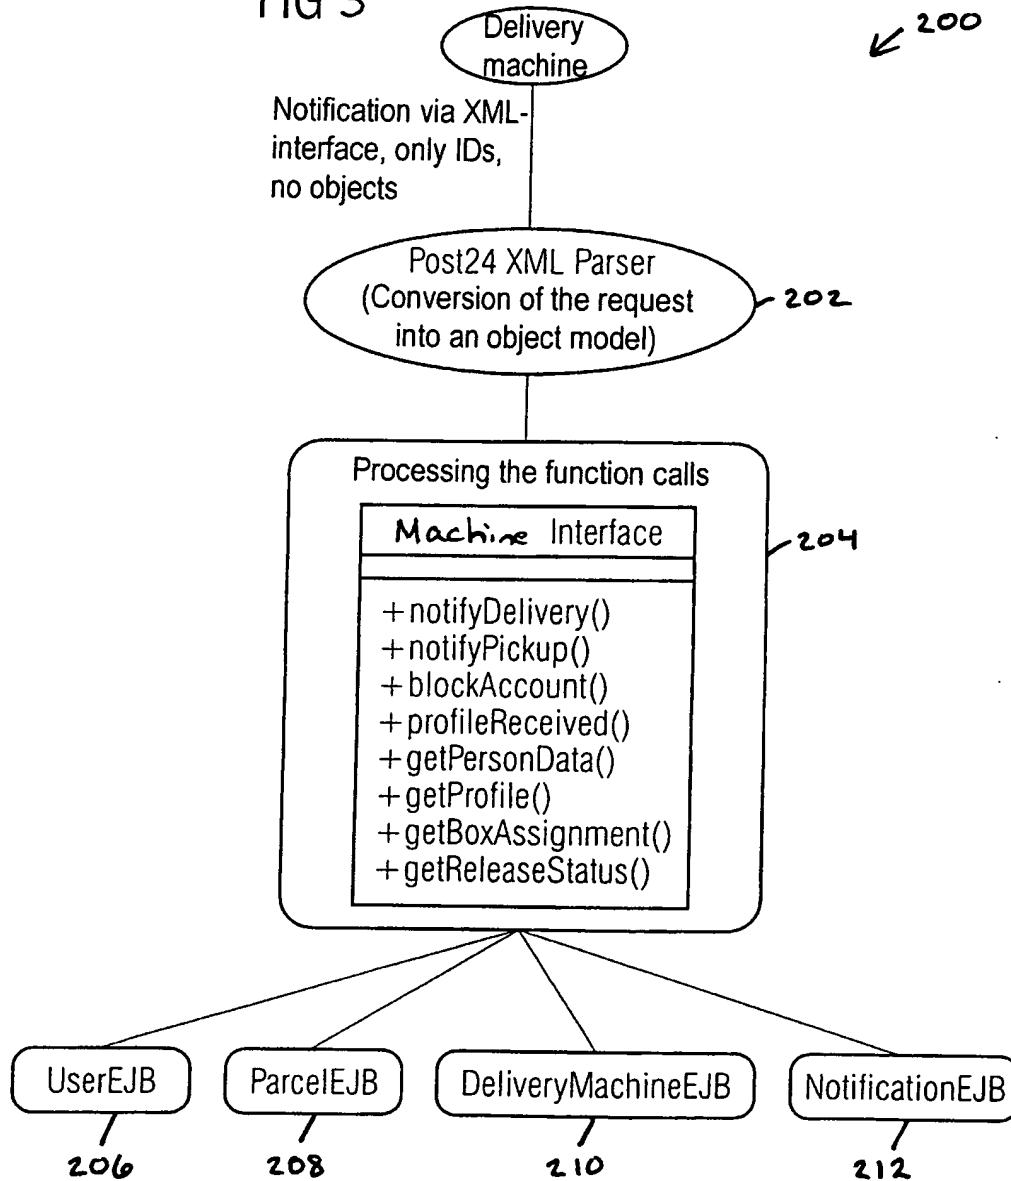 FIG 3
200
Delivery
machine
Notification via XML-
interface, only IDs,
no objects
Post24 XML Parser
(Conversion of the request
into an object model)
202
Processing the function calls
Machine Interface
204
+notifyDelivery()
+notifyPickup()
+blockAccount()
+profileReceived()
+getPersonData()
+getProfile()
+getBoxAssignment()
+getReleaseStatus()
UserEJB
ParcelEJB
DeliveryMachineEJB
NotificationEJB
206
208
210
212